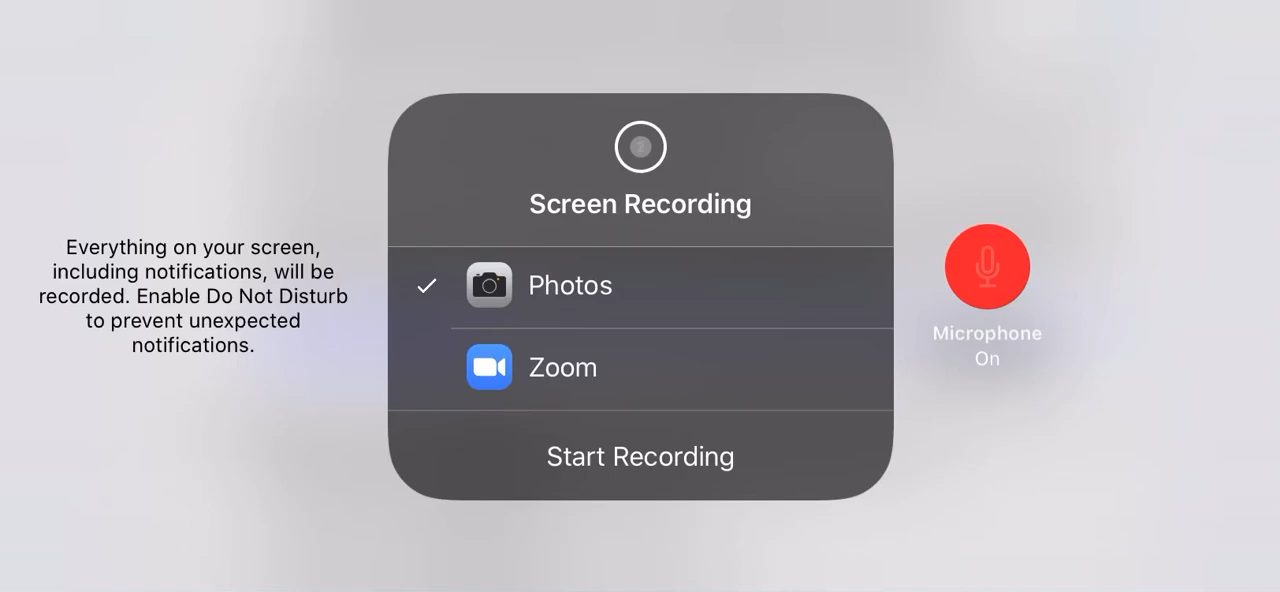 Screen Recording
Everything on your screen,
including notifications, will be
recorded. Enable Do Not Disturb
to prevent unexpected
notifications.
Photos
Zoom
Start Recording
Microphone
On